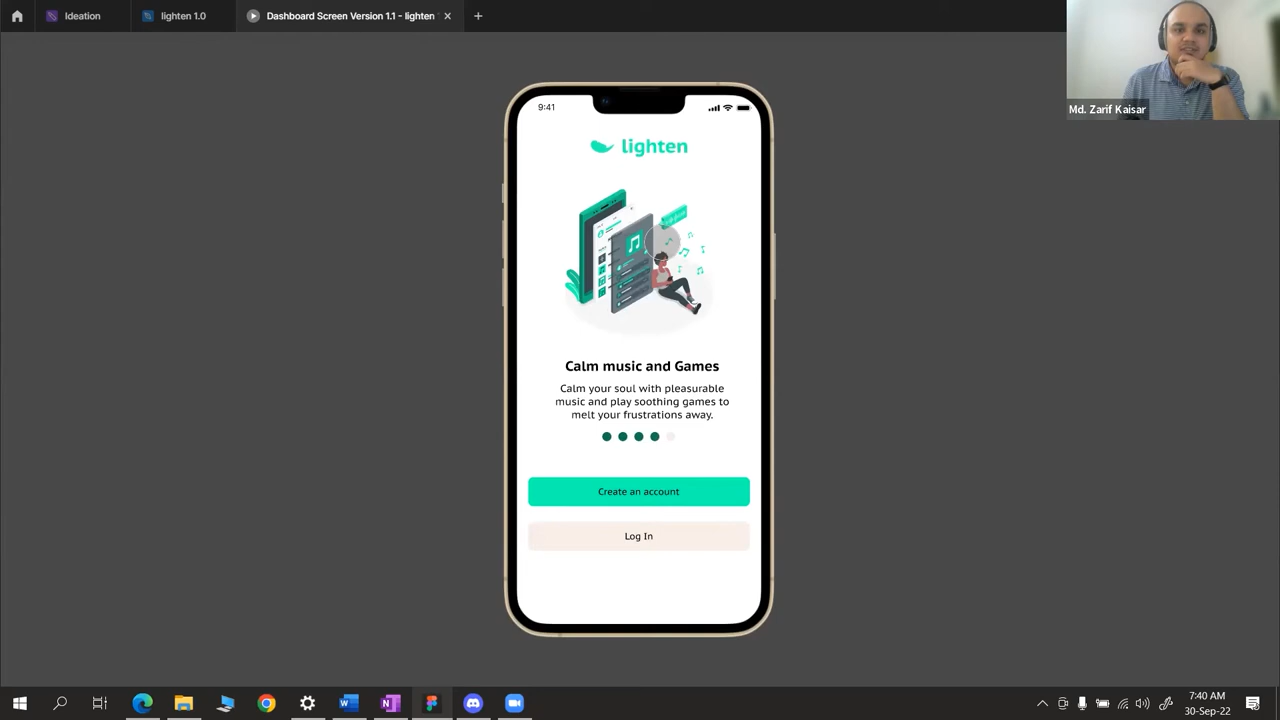 Ideation
lighten 1.0
Dashboard Screen Version 1.1 - lighten
Md. Zarif Kaisar
9:41
lighten
Calm music and Games
Calm your soul with pleasurable
music and play soothing games to
melt your frustrations away.
Create an account
Log In
7:40 AM
30-Sep-22